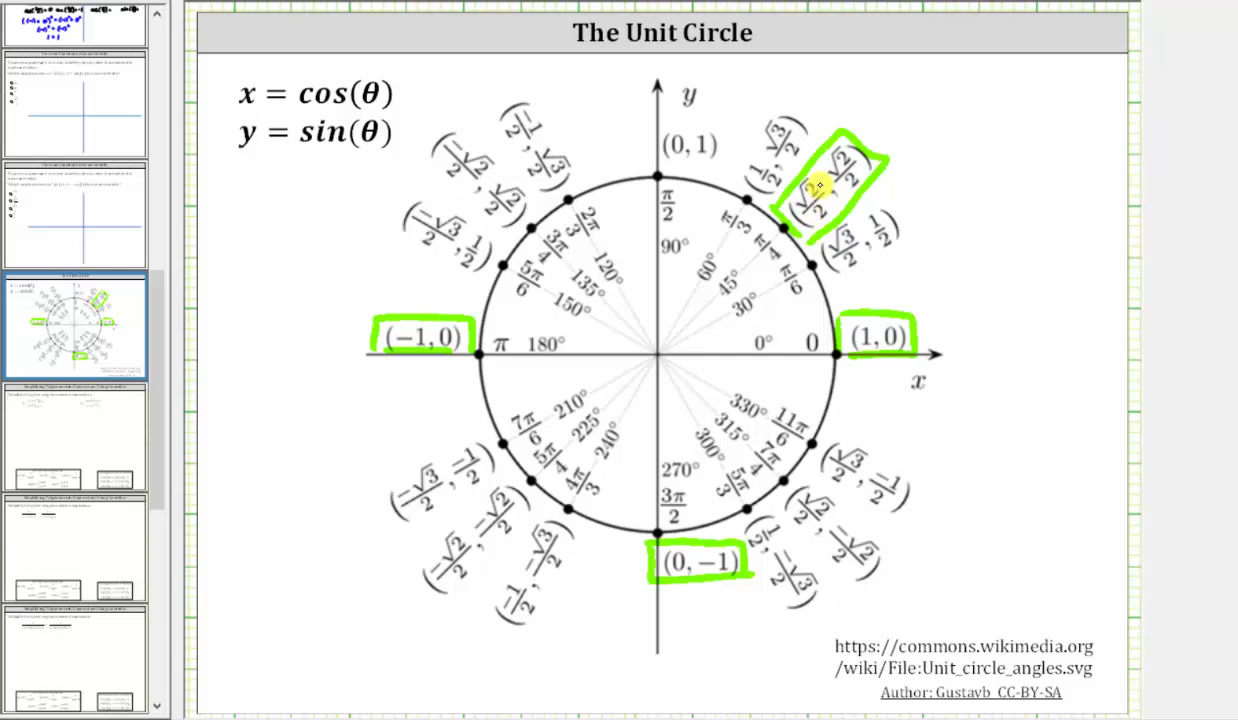 The Unit Circle
x = cos(θ)
y = sin(θ)
y
(0, 1)
(-1/2, √3/2)
(-√2/2, √2/2)
(-√3/2, 1/2)
(1/2, √3/2)
(√2/2, √2/2)
(√3/2, 1/2)
π/2
90°
2π/3
120°
3π/4
135°
5π/6
150°
π/3
60°
π/4
45°
π/6
30°
(−1, 0)
π
180°
0°
0
(1, 0)
x
7π/6
210°
5π/4
225°
4π/3
240°
270°
3π/2
330°
11π/6
315°
7π/4
300°
5π/3
(-√3/2, -1/2)
(-√2/2, -√2/2)
(-1/2, -√3/2)
(0, −1)
(√3/2, -1/2)
(√2/2, -√2/2)
(1/2, -√3/2)
https://commons.wikimedia.org
/wiki/File:Unit_circle_angles.svg
Author: Gustavb CC-BY-SA